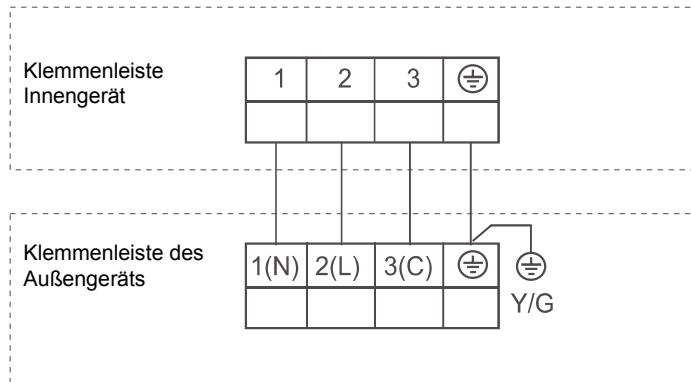 Klemmenleiste
Innengerät
1 2 3
Klemmenleiste des
Außengeräts
1(N) 2(L) 3(C)
Y/G